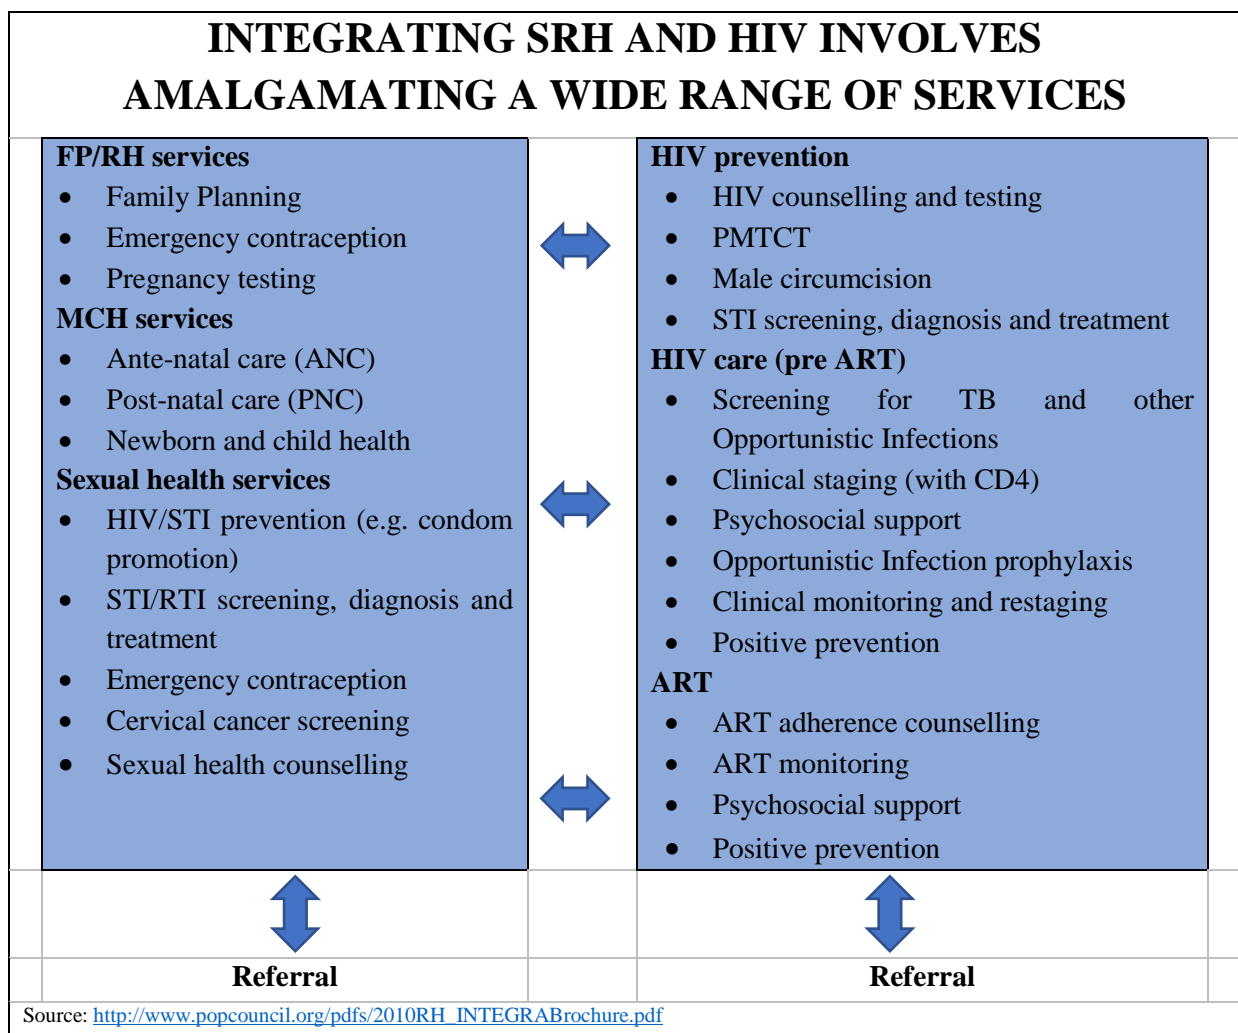 INTEGRATING SRH AND HIV INVOLVES
AMALGAMATING A WIDE RANGE OF SERVICES
FP/RH services
• Family Planning
• Emergency contraception
• Pregnancy testing
MCH services
• Ante-natal care (ANC)
• Post-natal care (PNC)
• Newborn and child health
Sexual health services
• HIV/STI prevention (e.g. condom
promotion)
• STI/RTI screening, diagnosis and
treatment
• Emergency contraception
• Cervical cancer screening
• Sexual health counselling
HIV prevention
• HIV counselling and testing
• PMTCT
• Male circumcision
• STI screening, diagnosis and treatment
HIV care (pre ART)
• Screening for TB and other
Opportunistic Infections
• Clinical staging (with CD4)
• Psychosocial support
• Opportunistic Infection prophylaxis
• Clinical monitoring and restaging
• Positive prevention
ART
• ART adherence counselling
• ART monitoring
• Psychosocial support
• Positive prevention
Referral
Referral
Source: http://www.popcouncil.org/pdfs/2010RH_INTEGRABrochure.pdf